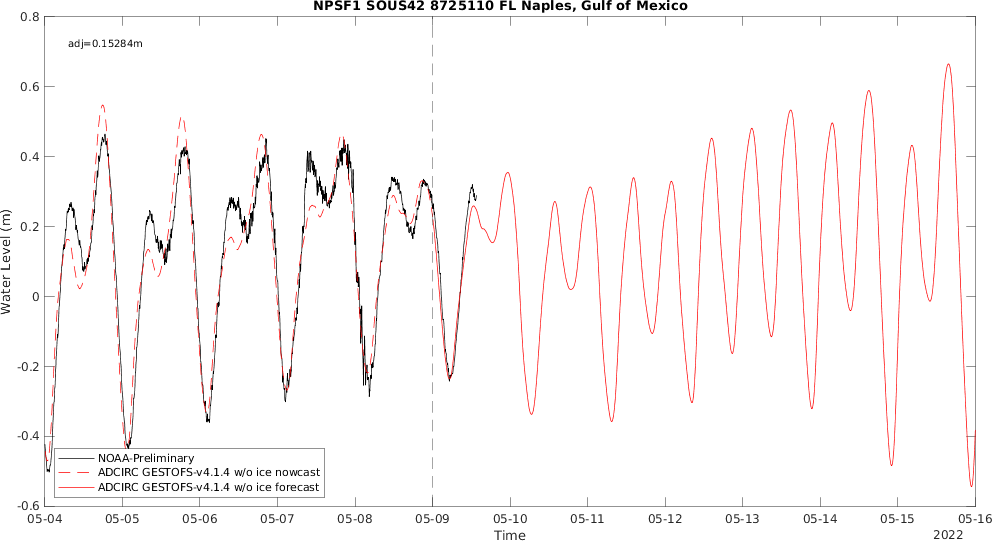 NPSF1 SOUS42 8725110 FL Naples, Gulf of Mexico
adj=0.15284m
0.8
0.6
0.4
0.2
0
-0.2
-0.4
-0.6
Water Level (m)
NOAA-Preliminary
ADCIRC GESTOFS-v4.1.4 w/o ice nowcast
ADCIRC GESTOFS-v4.1.4 w/o ice forecast
05-04 05-05 05-06 05-07 05-08 05-09 05-10 05-11 05-12 05-13 05-14 05-15 05-16
Time
2022